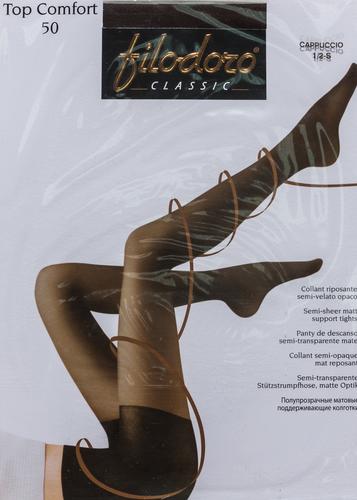 Top Comfort
50
filodoro®
CLASSIC
CAPPUCCIO
1/2-S
Collant riposante
semi-velato opaco
Semi-sheer matt
support tights
Panty de descanso
semi-transparente mate
Collant semi-opaque
mat reposant
Semi-transparente
Stützstrumpfhose, matte Optik
Полупрозрачные матовые
поддерживающие колготки